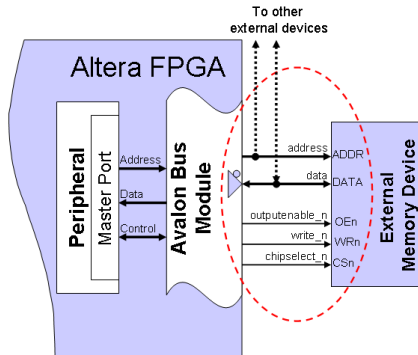 To other
external devices
Altera FPGA
Peripheral
Master Port
Address
Data
Control
Avalon Bus
Module
address
data
outputenable_n
write_n
chipselect_n
ADDR
DATA
OEn
WRn
CSn
External
Memory Device